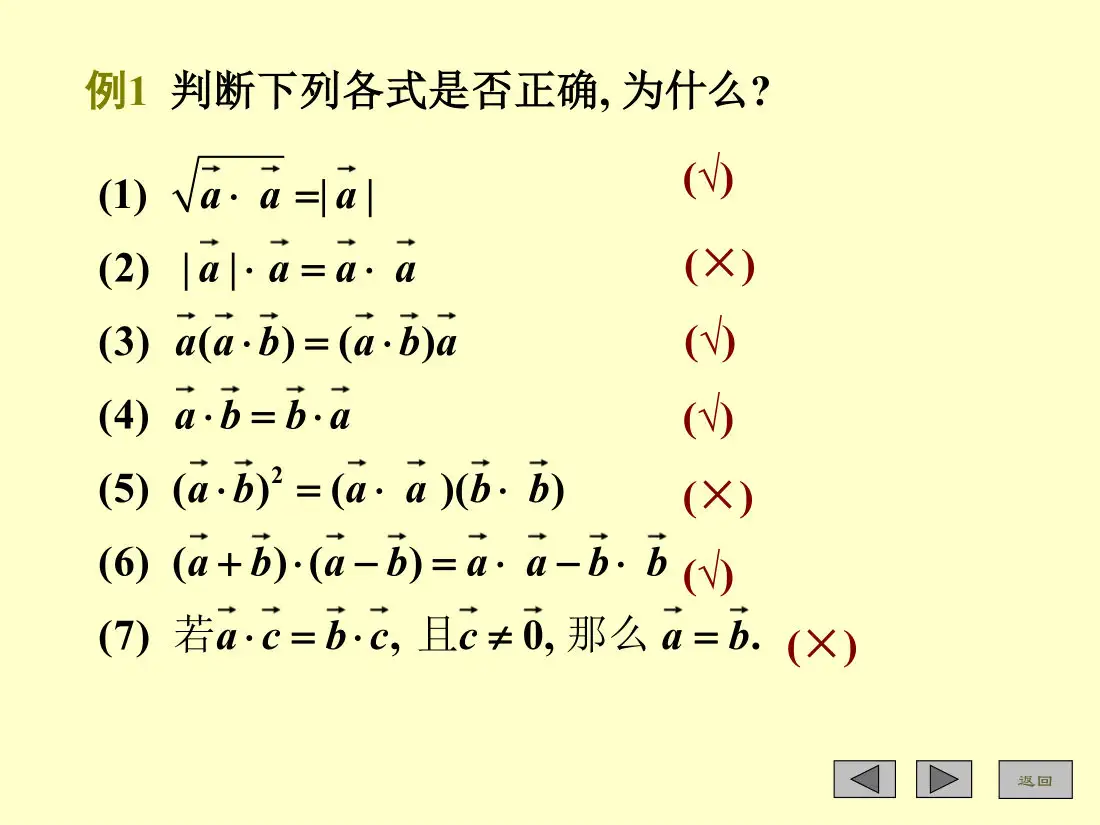 例1 判断下列各式是否正确, 为什么?
(1) √(a⃗ · a⃗) =| a⃗ | (√)
(2) | a⃗ | · a⃗ = a⃗ · a⃗ (×)
(3) a⃗(a⃗ · b⃗) = (a⃗ · b⃗)a⃗ (√)
(4) a⃗ · b⃗ = b⃗ · a⃗ (√)
(5) (a⃗ · b⃗)² = (a⃗ · a⃗ )(b⃗ · b⃗) (×)
(6) (a⃗ + b⃗) · (a⃗ − b⃗) = a⃗ · a⃗ − b⃗ · b⃗ (√)
(7) 若a⃗ · c⃗ = b⃗ · c⃗, 且c⃗ ≠ 0⃗, 那么 a⃗ = b⃗. (×)
返回